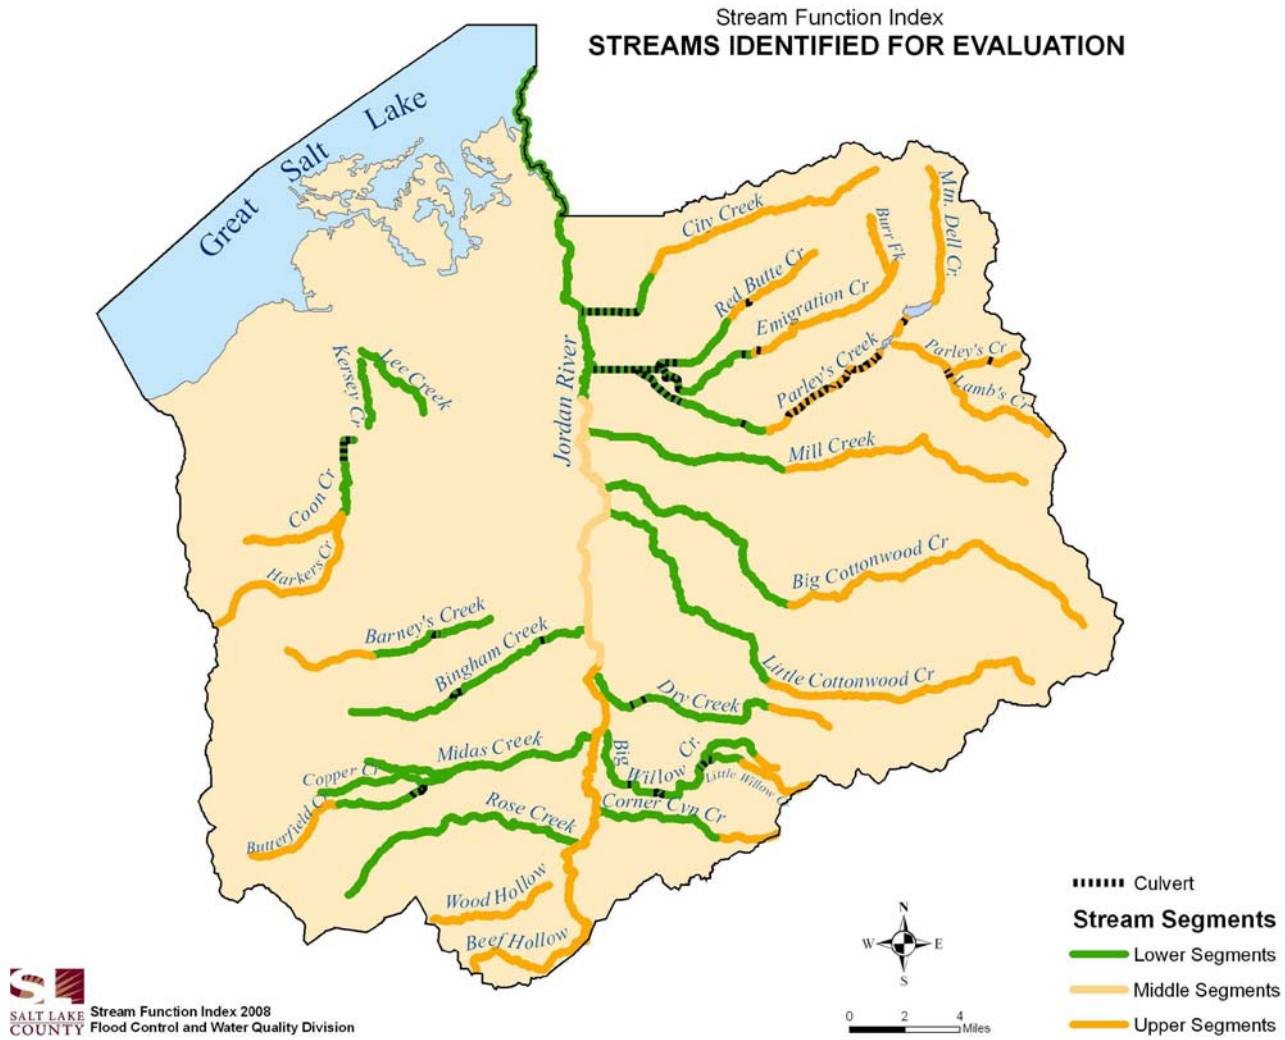 Stream Function Index
STREAMS IDENTIFIED FOR EVALUATION
Great Salt Lake
City Creek
Mtn. Dell Cr.
Burr Fk
Red Butte Cr
Emigration Cr
Parley's Creek
Parley's Cr
Lamb's Cr
Kersey Cr
Lee Creek
Jordan River
Mill Creek
Coon Cr
Harkers Cr
Big Cottonwood Cr
Barney's Creek
Bingham Creek
Little Cottonwood Cr
Dry Creek
Midas Creek
Big Willow Cr.
Little Willow Cr
Copper Cr
Butterfield Cr
Rose Creek
Corner Cyn Cr
Wood Hollow
Beef Hollow
Culvert
Stream Segments
Lower Segments
Middle Segments
Upper Segments
N
W E
S
0 2 4
Miles
SL
SALT LAKE
COUNTY
Stream Function Index 2008
Flood Control and Water Quality Division